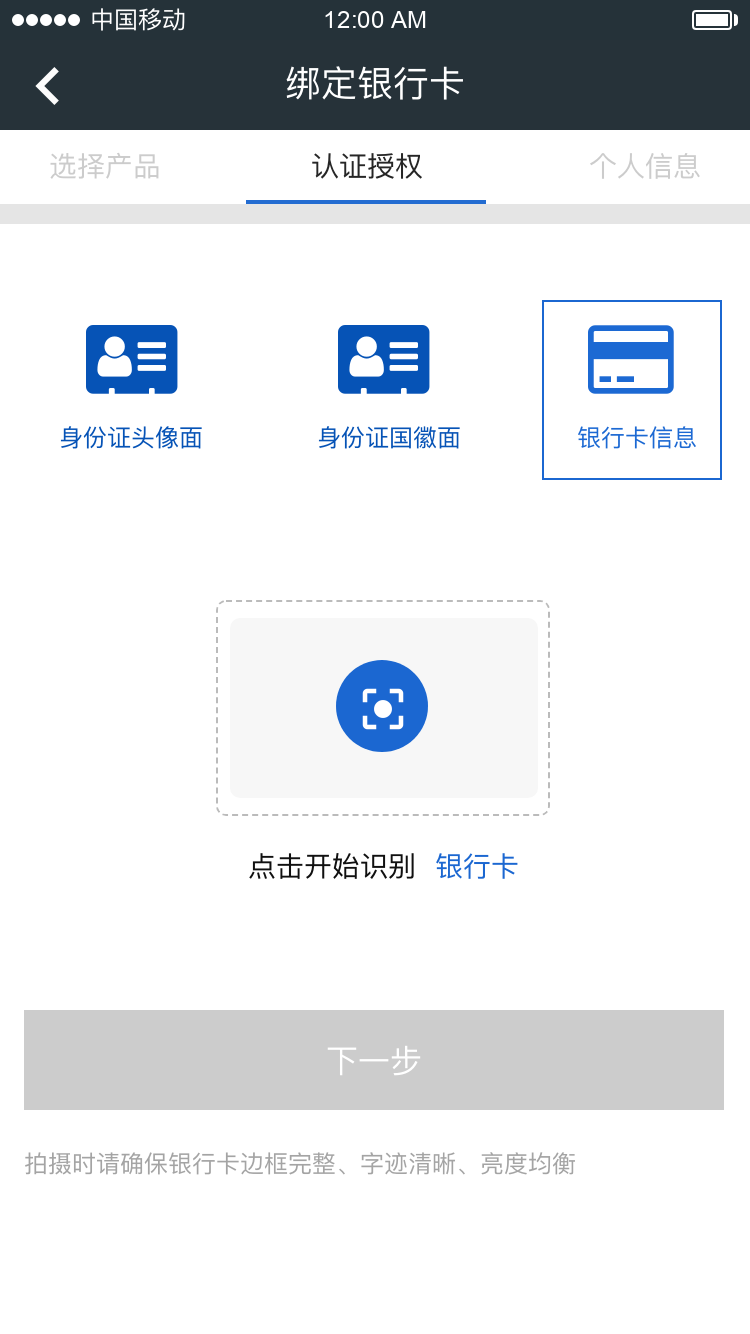 中国移动 12:00 AM
绑定银行卡
选择产品 认证授权 个人信息
身份证头像面 身份证国徽面 银行卡信息
点击开始识别 银行卡
下一步
拍摄时请确保银行卡边框完整、字迹清晰、亮度均衡